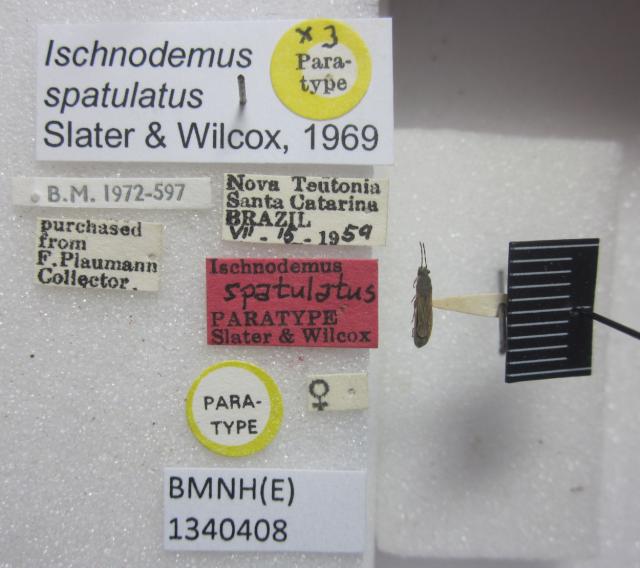 Ischnodemus
spatulatus
Slater & Wilcox, 1969
x 3
Para-
type
B.M. 1972-597
Nova Teutonia
Santa Catarina
BRAZIL
VII - 15 - 1959
purchased
from
F. Plaumann
Collector.
Ischnodemus
spatulatus
PARATYPE
Slater & Wilcox
PARA-
TYPE
♀
BMNH(E)
1340408